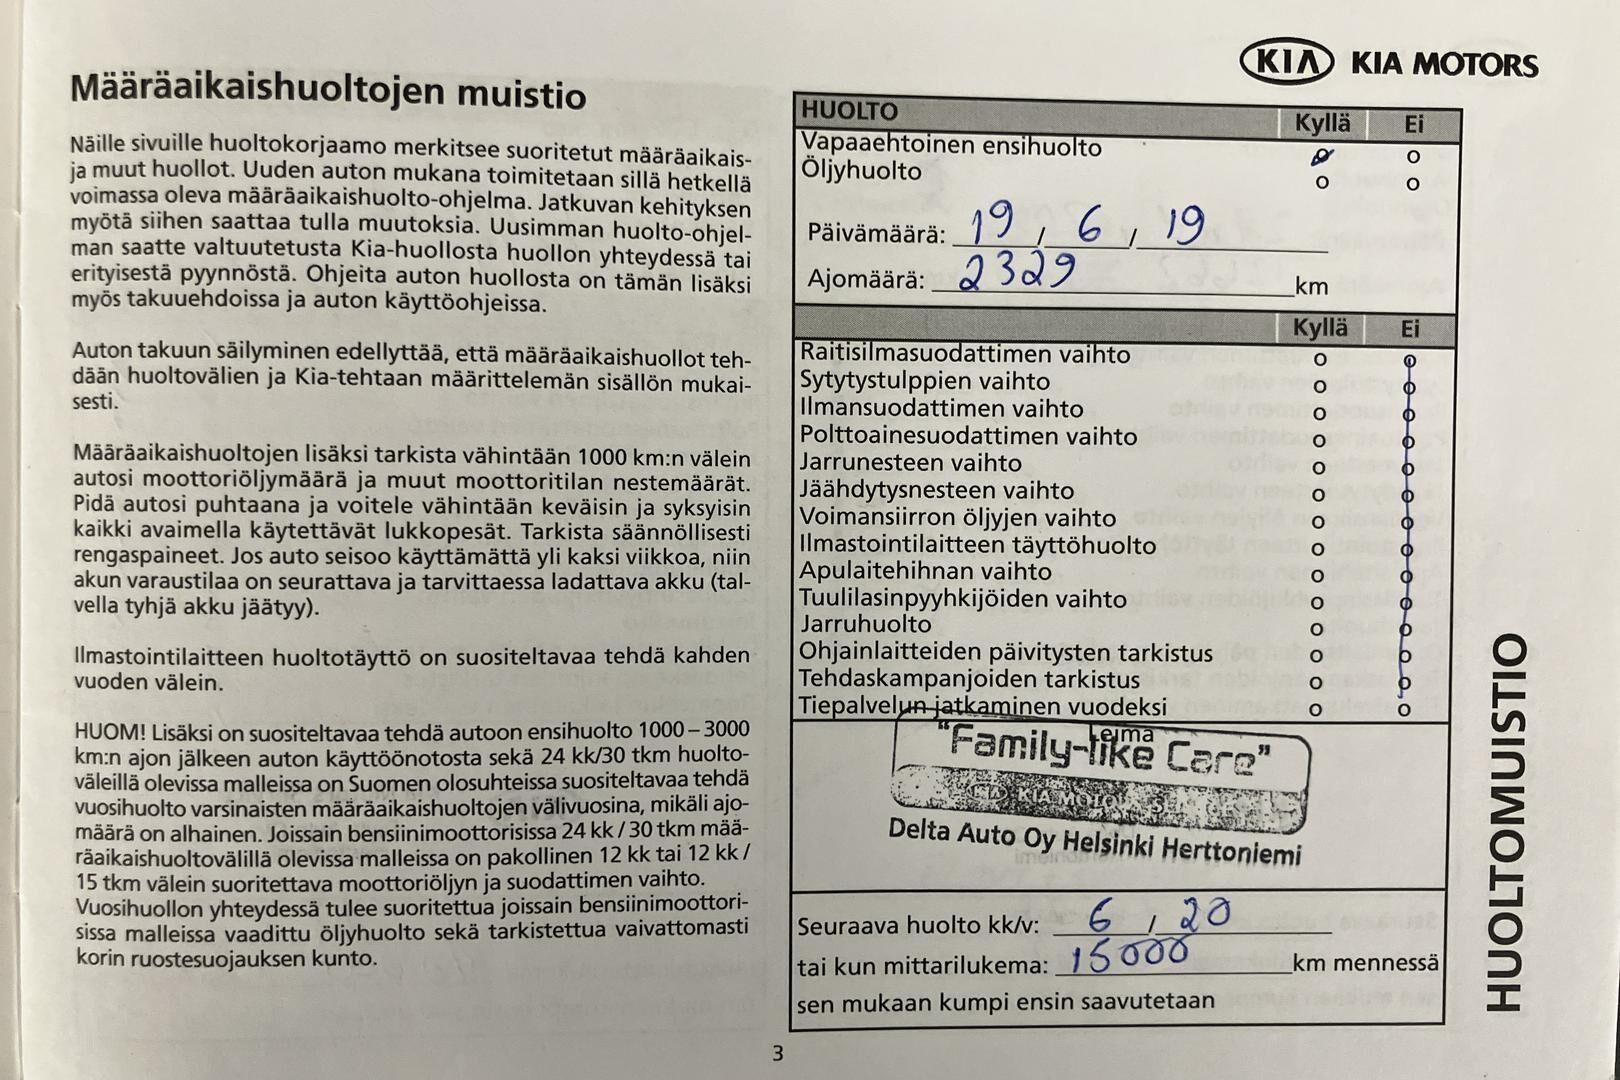 Määräaikaishuoltojen muistio
Näille sivuille huoltokorjaamo merkitsee suoritetut määräaikais-
ja muut huollot. Uuden auton mukana toimitetaan sillä hetkellä
voimassa oleva määräaikaishuolto-ohjelma. Jatkuvan kehityksen
myötä siihen saattaa tulla muutoksia. Uusimman huolto-ohjel-
man saatte valtuutetusta Kia-huollosta huollon yhteydessä tai
erityisestä pyynnöstä. Ohjeita auton huollosta on tämän lisäksi
myös takuuehdoissa ja auton käyttöohjeissa.
Auton takuun säilyminen edellyttää, että määräaikaishuollot teh-
dään huoltovälien ja Kia-tehtaan määrittelemän sisällön mukai-
sesti.
Määräaikaishuoltojen lisäksi tarkista vähintään 1000 km:n välein
autosi moottoriöljymäärä ja muut moottoritilan nestemäärät.
Pidä autosi puhtaana ja voitele vähintään keväisin ja syksyisin
kaikki avaimella käytettävät lukkopesät. Tarkista säännöllisesti
rengaspaineet. Jos auto seisoo käyttämättä yli kaksi viikkoa, niin
akun varaustilaa on seurattava ja tarvittaessa ladattava akku (tal-
vella tyhjä akku jäätyy).
Ilmastointilaitteen huoltotäyttö on suositeltavaa tehdä kahden
vuoden välein.
HUOM! Lisäksi on suositeltavaa tehdä autoon ensihuolto 1000 – 3000
km:n ajon jälkeen auton käyttöönotosta sekä 24 kk/30 tkm huolto-
väleillä olevissa malleissa on Suomen olosuhteissa suositeltavaa tehdä
vuosihuolto varsinaisten määräaikaishuoltojen välivuosina, mikäli ajo-
määrä on alhainen. Joissain bensiinimoottorisissa 24 kk / 30 tkm mää-
räaikaishuoltovälillä olevissa malleissa on pakollinen 12 kk tai 12 kk /
15 tkm välein suoritettava moottoriöljyn ja suodattimen vaihto.
Vuosihuollon yhteydessä tulee suoritettua joissain bensiinimoottori-
sissa malleissa vaadittu öljyhuolto sekä tarkistettua vaivattomasti
korin ruostesuojauksen kunto.
KIA KIA MOTORS
HUOLTO Kyllä Ei
Vapaaehtoinen ensihuolto
Öljyhuolto
Päivämäärä: 19 / 6 / 19
Ajomäärä: 2329 km
Kyllä Ei
Raitisilmasuodattimen vaihto
Sytytystulppien vaihto
Ilmansuodattimen vaihto
Polttoainesuodattimen vaihto
Jarrunesteen vaihto
Jäähdytysnesteen vaihto
Voimansiirron öljyjen vaihto
Ilmastointilaitteen täyttöhuolto
Apulaitehihnan vaihto
Tuulilasinpyyhkijöiden vaihto
Jarruhuolto
Ohjainlaitteiden päivitysten tarkistus
Tehdaskampanjoiden tarkistus
Tiepalvelun jatkaminen vuodeksi
Leima
"Family-like Care"
KIA KIA MOTORS
Delta Auto Oy Helsinki Herttoniemi
Seuraava huolto kk/v: 6 / 20
tai kun mittarilukema: 15000 km mennessä
sen mukaan kumpi ensin saavutetaan
HUOLTOMUISTIO
3